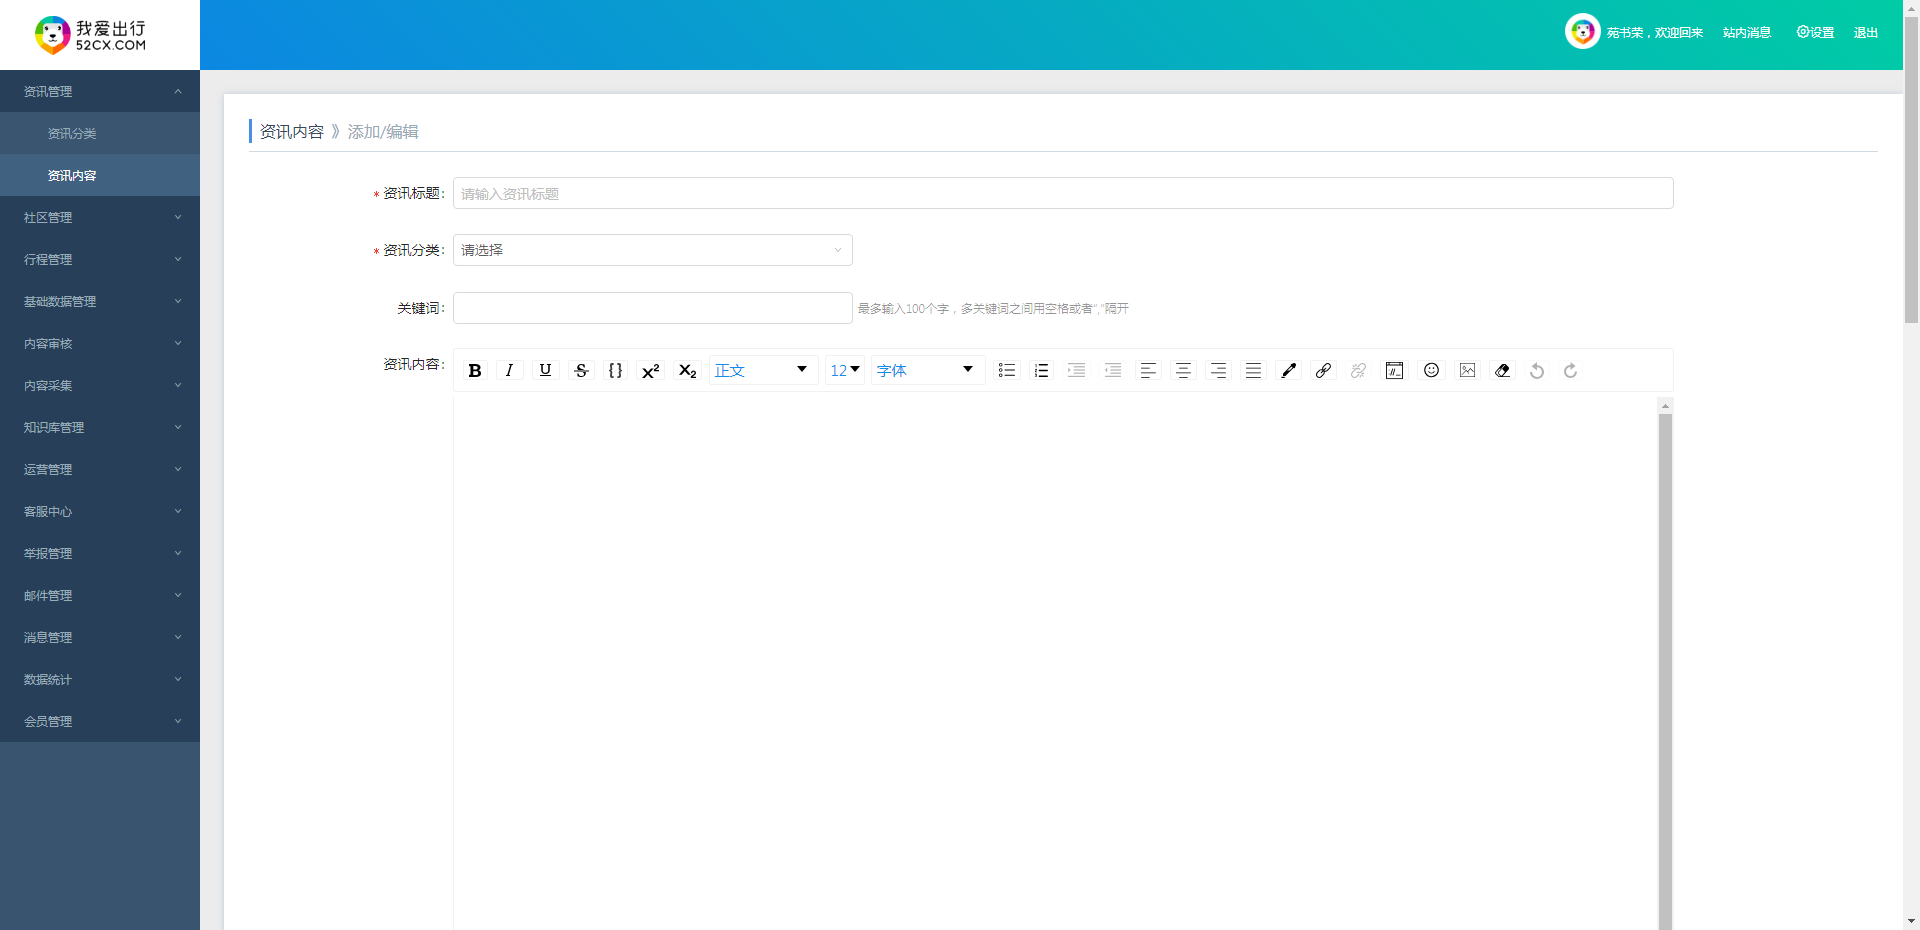 我爱出行
52CX.COM
苑书荣，欢迎回来 站内消息 设置 退出
资讯管理
资讯分类
资讯内容
社区管理
行程管理
基础数据管理
内容审核
内容采集
知识库管理
运营管理
客服中心
举报管理
邮件管理
消息管理
数据统计
会员管理
资讯内容 》 添加/编辑
* 资讯标题： 请输入资讯标题
* 资讯分类： 请选择
关键词： 最多输入100个字，多关键词之间用空格或者“,”隔开
资讯内容： B I U S {} X² X₂ 正文 12 字体